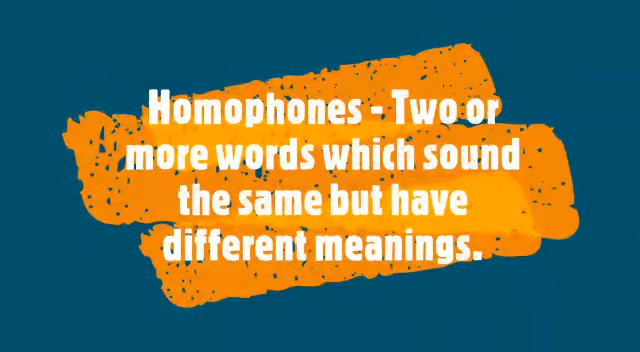 Homophones - Two or
more words which sound
the same but have
different meanings.